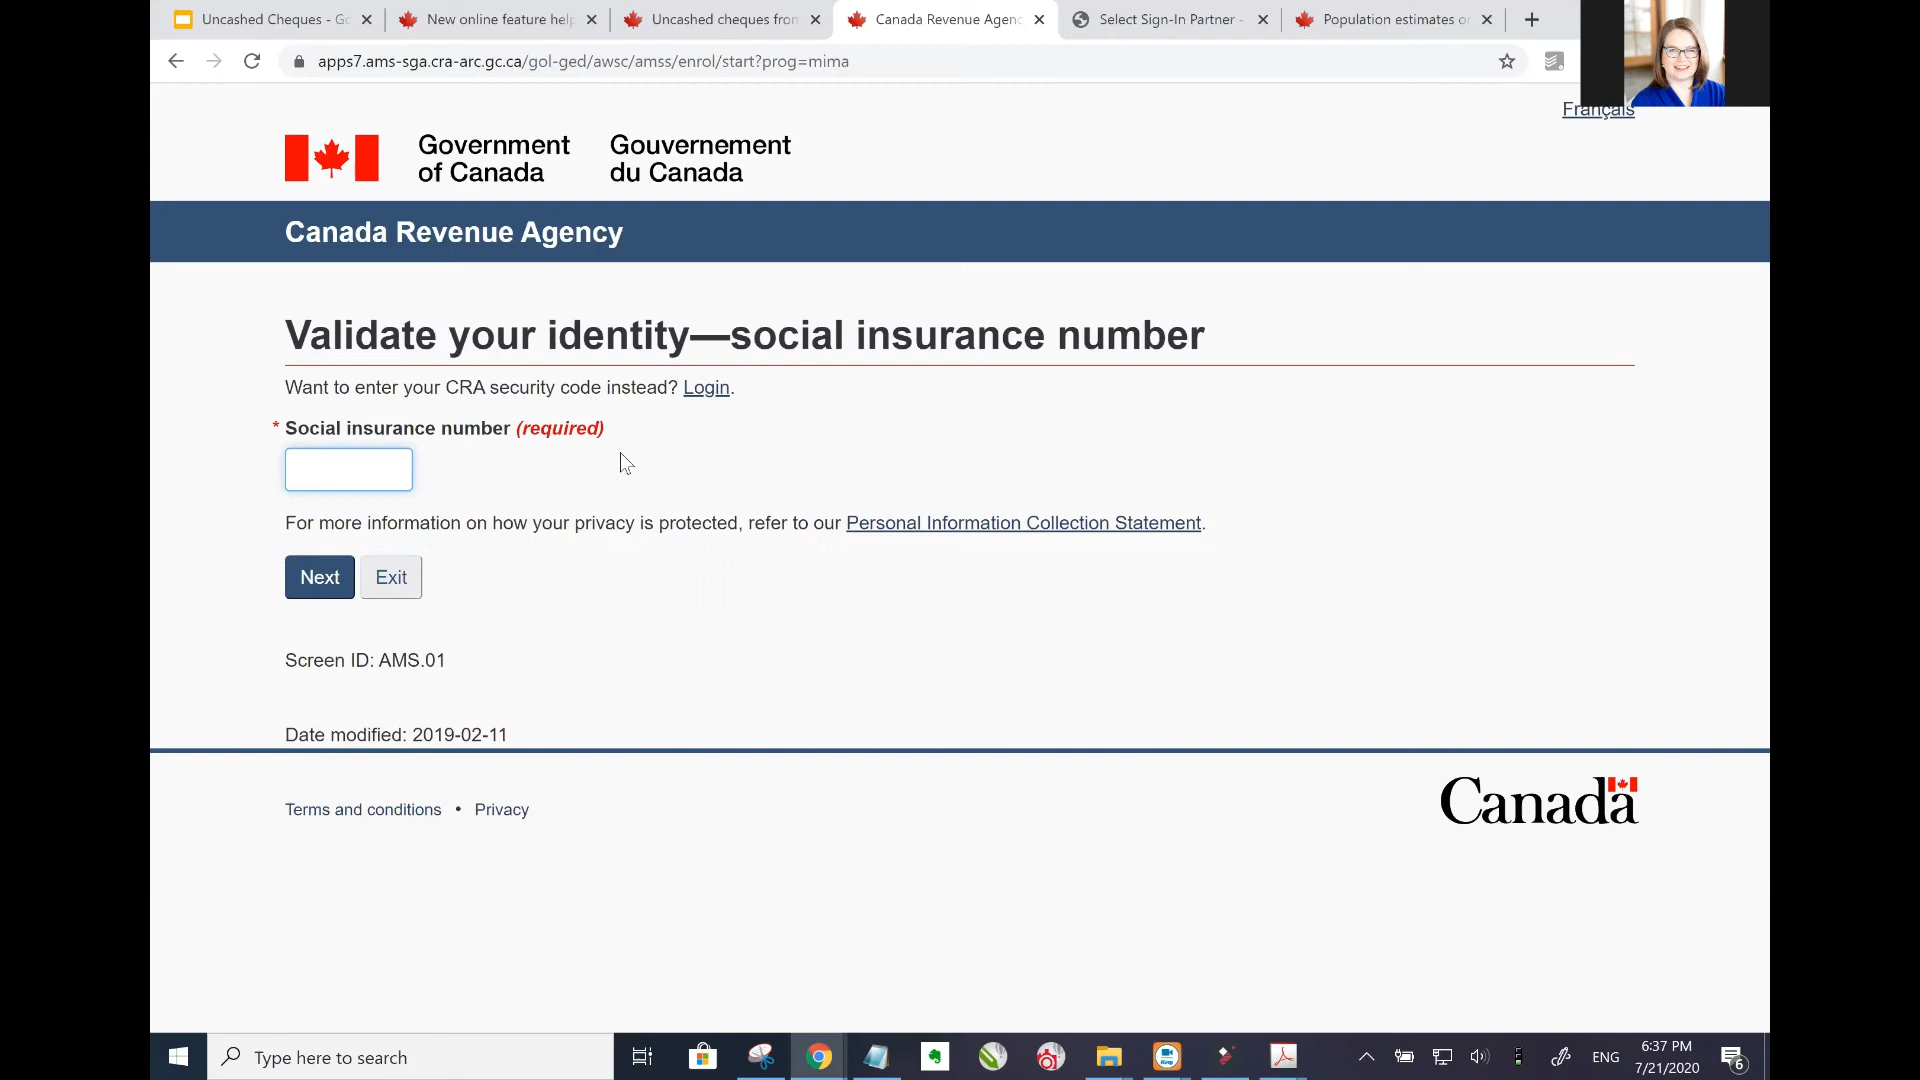 Uncashed Cheques - Go
New online feature help
Uncashed cheques from
Canada Revenue Agenc
Select Sign-In Partner -
Population estimates o
apps7.ams-sga.cra-arc.gc.ca/gol-ged/awsc/amss/enrol/start?prog=mima
Français
Government of Canada
Gouvernement du Canada
Canada Revenue Agency
Validate your identity—social insurance number
Want to enter your CRA security code instead? Login.
* Social insurance number (required)
For more information on how your privacy is protected, refer to our Personal Information Collection Statement.
Next Exit
Screen ID: AMS.01
Date modified: 2019-02-11
Terms and conditions • Privacy
Canada
Type here to search
ENG
6:37 PM
7/21/2020
6